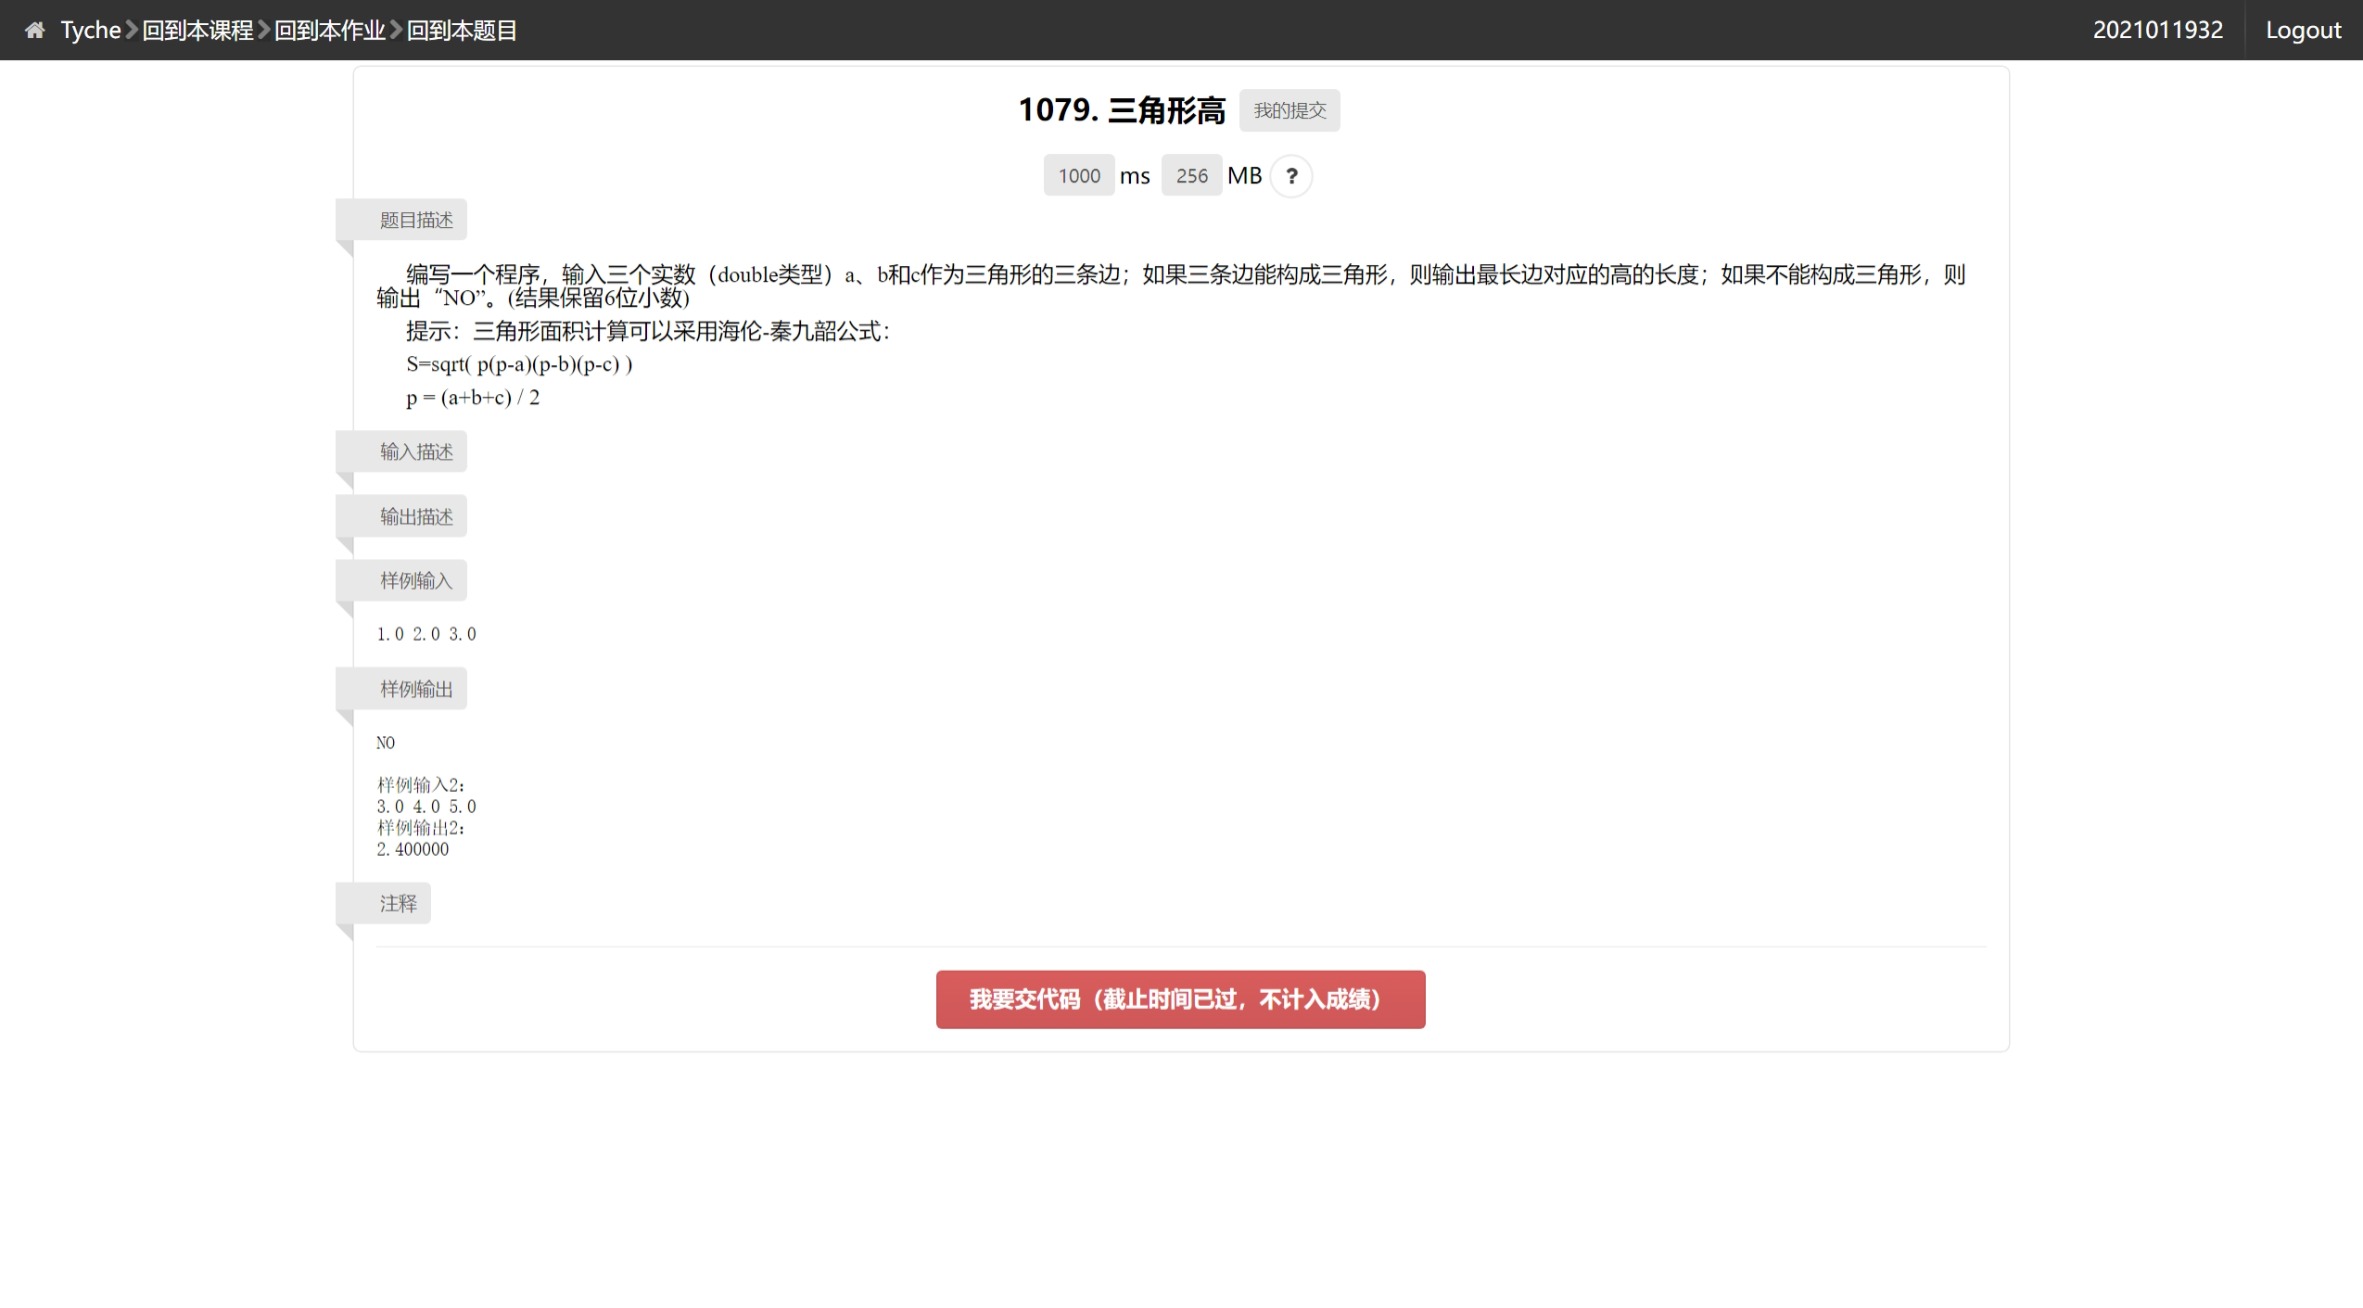 Tyche 回到本课程 回到本作业 回到本题目 2021011932 Logout
1079. 三角形高 我的提交
1000 ms 256 MB ?
题目描述
编写一个程序，输入三个实数（double类型）a、b和c作为三角形的三条边；如果三条边能构成三角形，则输出最长边对应的高的长度；如果不能构成三角形，则
输出“NO”。(结果保留6位小数)
提示：三角形面积计算可以采用海伦-秦九韶公式：
S=sqrt( p(p-a)(p-b)(p-c) )
p = (a+b+c) / 2
输入描述
输出描述
样例输入
1.0 2.0 3.0
样例输出
NO
样例输入2：
3.0 4.0 5.0
样例输出2：
2.400000
注释
我要交代码（截止时间已过，不计入成绩）